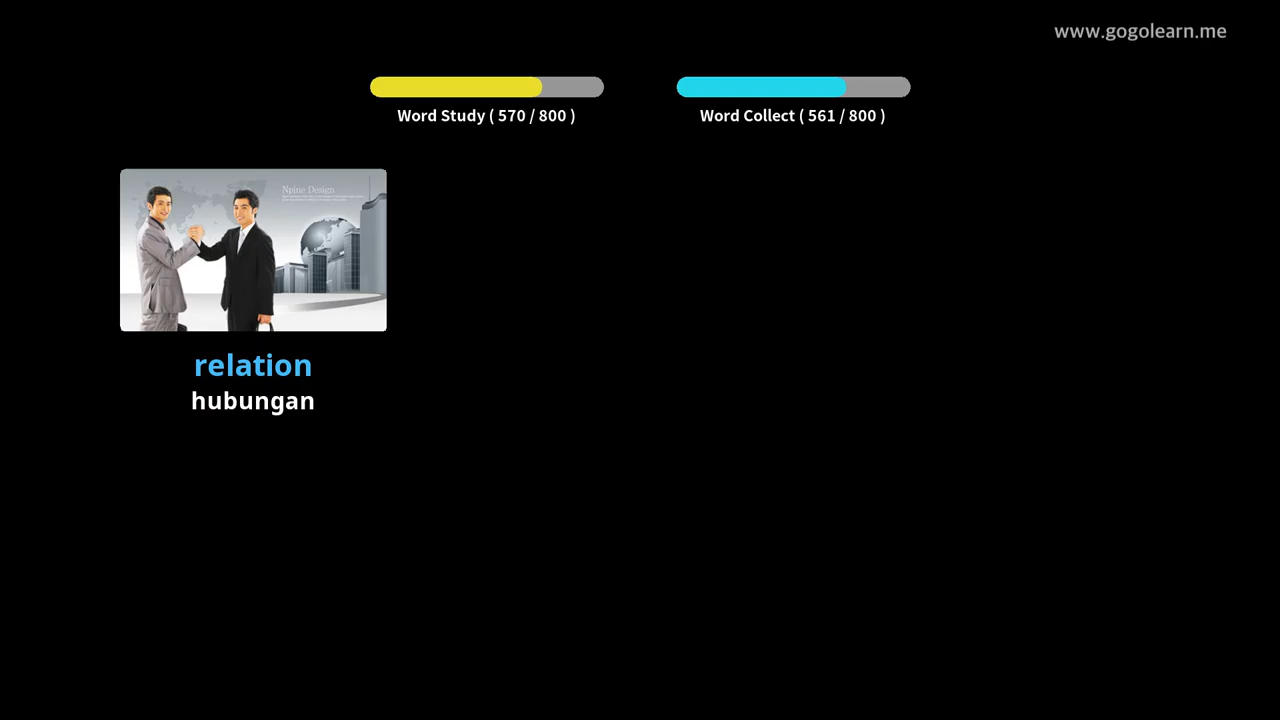 www.gogolearn.me
Word Study ( 570 / 800 )
Word Collect ( 561 / 800 )
Npine Design
relation
hubungan